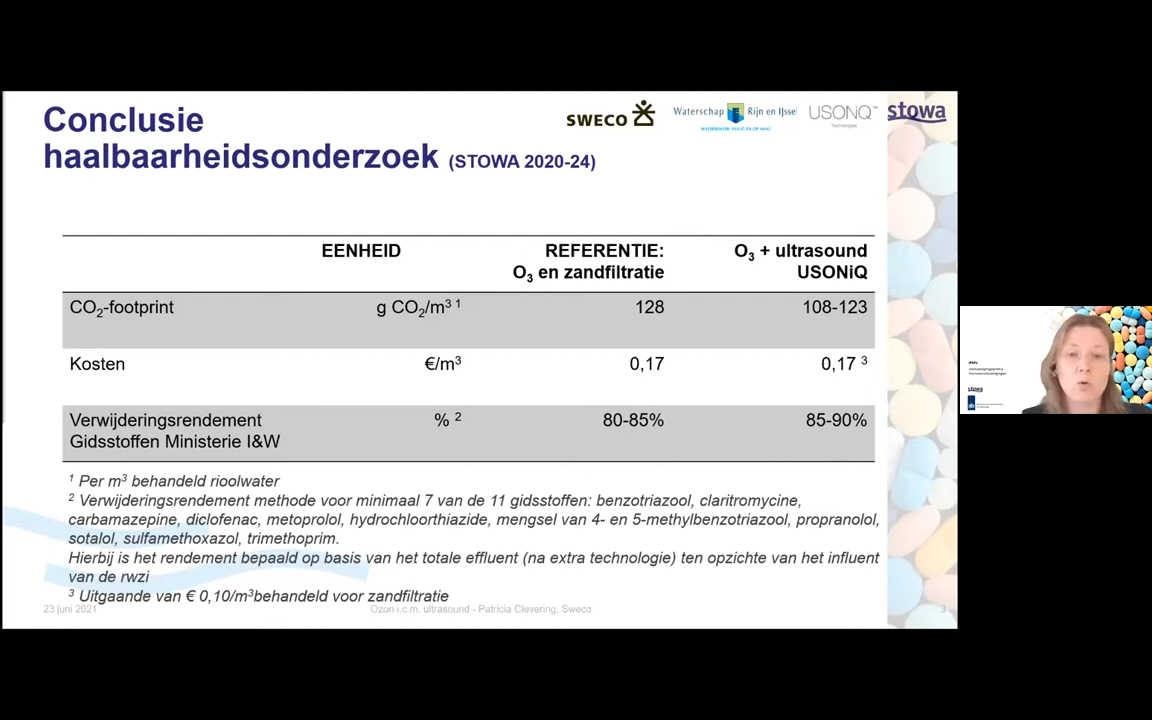 Conclusie
haalbaarheidsonderzoek (STOWA 2020-24)
SWECO
Waterschap Rijn en IJssel
USONiQ™
Technologies
stowa
EENHEID
REFERENTIE:
O₃ en zandfiltratie
O₃ + ultrasound
USONiQ
CO₂-footprint
g CO₂/m³ ¹
128
108-123
Kosten
€/m³
0,17
0,17 ³
Verwijderingsrendement
Gidsstoffen Ministerie I&W
% ²
80-85%
85-90%
¹ Per m³ behandeld rioolwater
² Verwijderingsrendement methode voor minimaal 7 van de 11 gidsstoffen: benzotriazool, claritromycine,
carbamazepine, diclofenac, metoprolol, hydrochloorthiazide, mengsel van 4- en 5-methylbenzotriazool, propranolol,
sotalol, sulfamethoxazol, trimethoprim.
Hierbij is het rendement bepaald op basis van het totale effluent (na extra technologie) ten opzichte van het influent
van de rwzi
³ Uitgaande van € 0,10/m³behandeld voor zandfiltratie
23 juni 2021
Ozon i.c.m. ultrasound - Patricia Clevering, Sweco
3
stowa